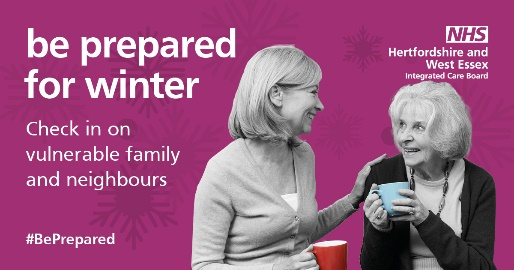 be prepared
for winter
Check in on
vulnerable family
and neighbours
#BePrepared
NHS
Hertfordshire and
West Essex
Integrated Care Board